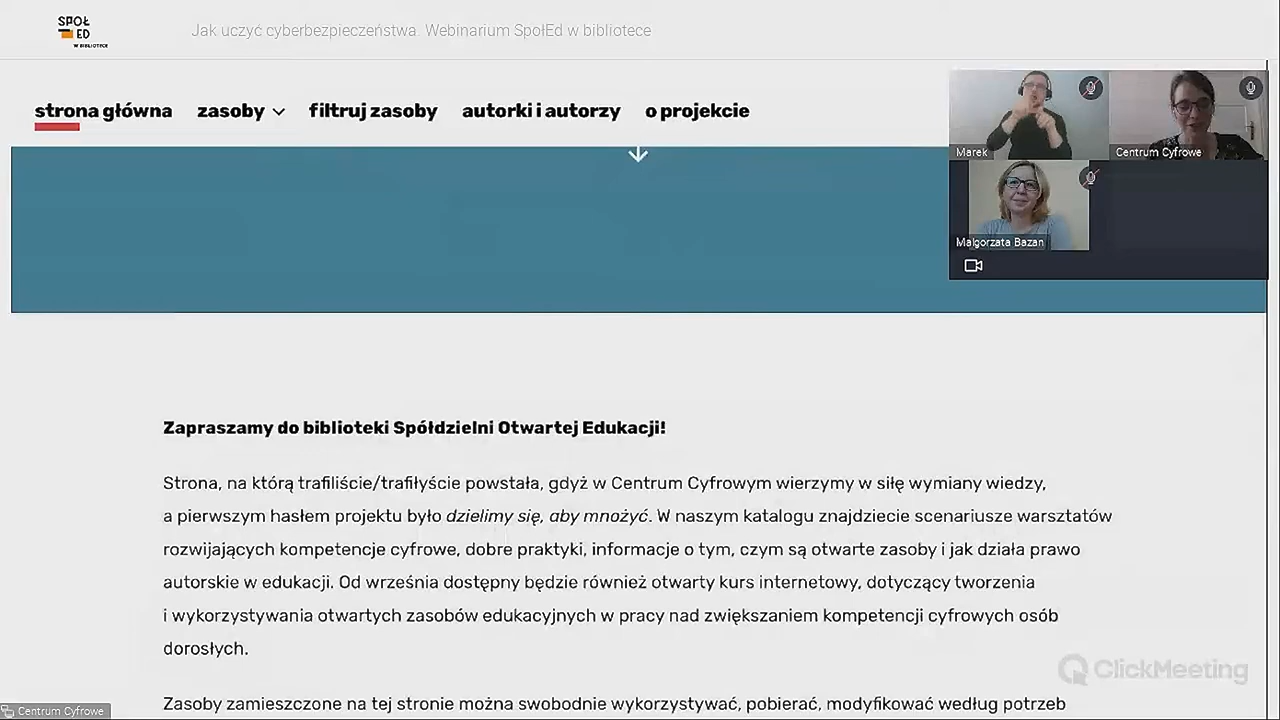 SPOŁ
ED
W BIBLIOTECE
Jak uczyć cyberbezpieczeństwa. Webinarium SpołEd w bibliotece
strona główna zasoby filtruj zasoby autorki i autorzy o projekcie
Marek
Centrum Cyfrowe
Malgorzata Bazan
Zapraszamy do biblioteki Spółdzielni Otwartej Edukacji!
Strona, na którą trafiliście/trafiłyście powstała, gdyż w Centrum Cyfrowym wierzymy w siłę wymiany wiedzy,
a pierwszym hasłem projektu było dzielimy się, aby mnożyć. W naszym katalogu znajdziecie scenariusze warsztatów
rozwijających kompetencje cyfrowe, dobre praktyki, informacje o tym, czym są otwarte zasoby i jak działa prawo
autorskie w edukacji. Od września dostępny będzie również otwarty kurs internetowy, dotyczący tworzenia
i wykorzystywania otwartych zasobów edukacyjnych w pracy nad zwiększaniem kompetencji cyfrowych osób
dorosłych.
Zasoby zamieszczone na tej stronie można swobodnie wykorzystywać, pobierać, modyfikować według potrzeb
ClickMeeting
Centrum Cyfrowe